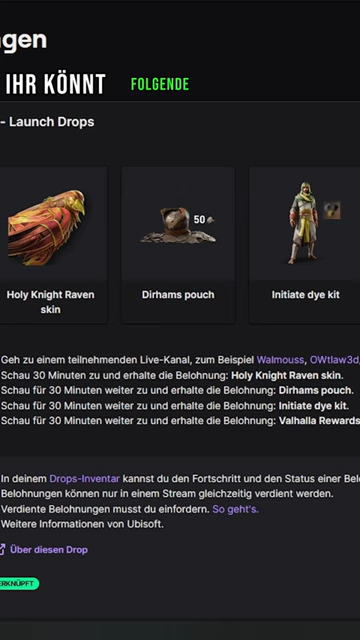 ngen
IHR KÖNNT FOLGENDE
- Launch Drops
50
Holy Knight Raven
skin
Dirhams pouch
Initiate dye kit
Geh zu einem teilnehmenden Live-Kanal, zum Beispiel Walmouss, OWtlaw3d,
Schau 30 Minuten zu und erhalte die Belohnung: Holy Knight Raven skin.
Schau für 30 Minuten weiter zu und erhalte die Belohnung: Dirhams pouch.
Schau für 30 Minuten weiter zu und erhalte die Belohnung: Initiate dye kit.
Schau für 30 Minuten weiter zu und erhalte die Belohnung: Valhalla Rewards
In deinem Drops-Inventar kannst du den Fortschritt und den Status einer Bel
Belohnungen können nur in einem Stream gleichzeitig verdient werden.
Verdiente Belohnungen musst du einfordern. So geht's.
Weitere Informationen von Ubisoft.
Über diesen Drop
ERKNÜPFT